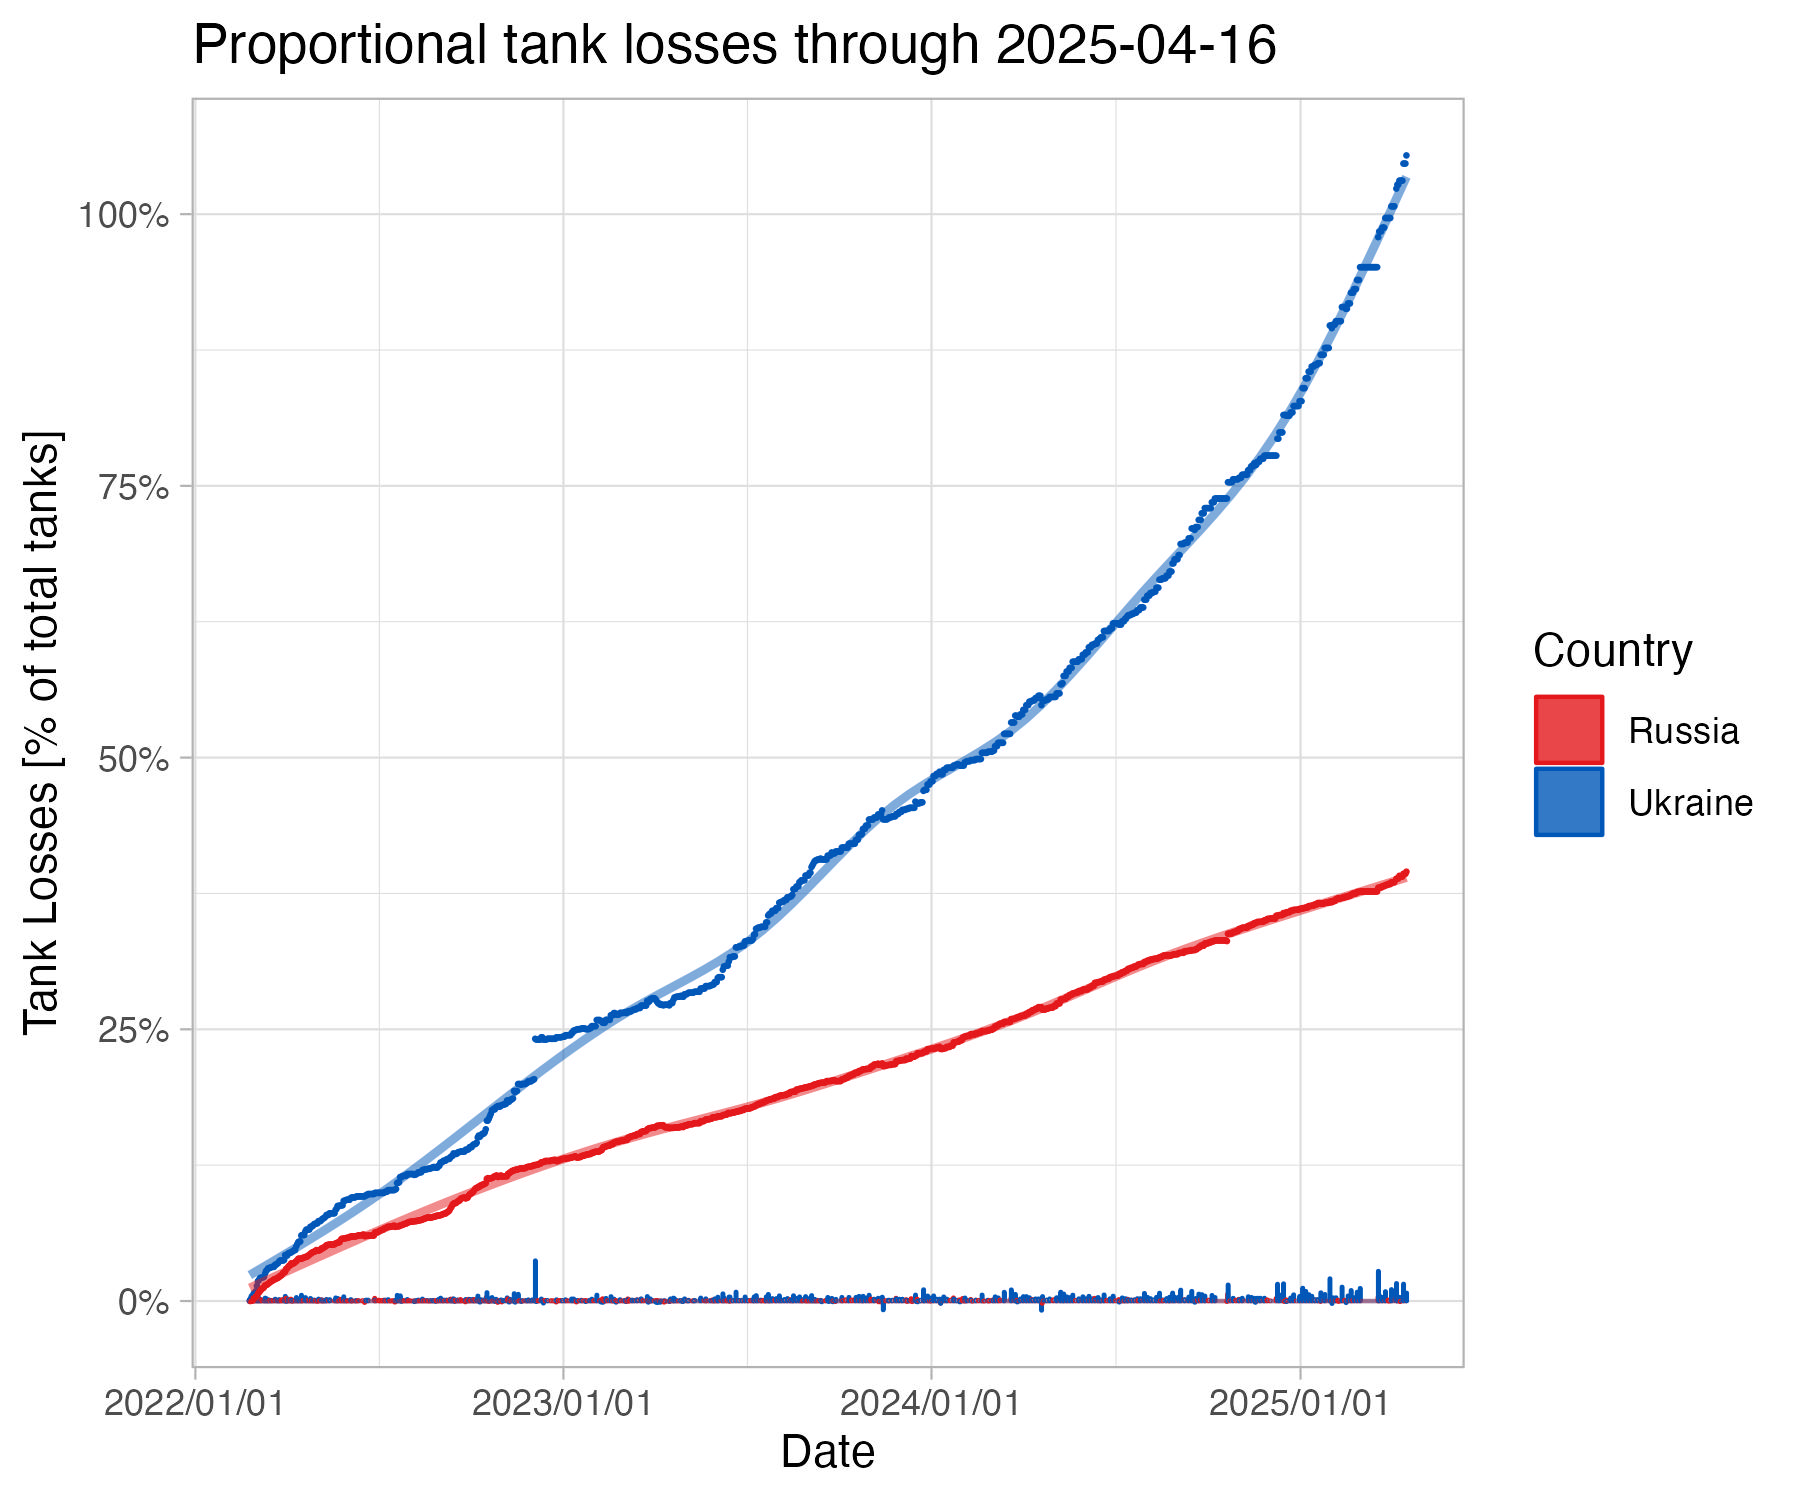 Proportional tank losses through 2025-04-16
Tank Losses [% of total tanks]
100%
75%
50%
25%
0%
2022/01/01
2023/01/01
2024/01/01
2025/01/01
Date
Country
Russia
Ukraine